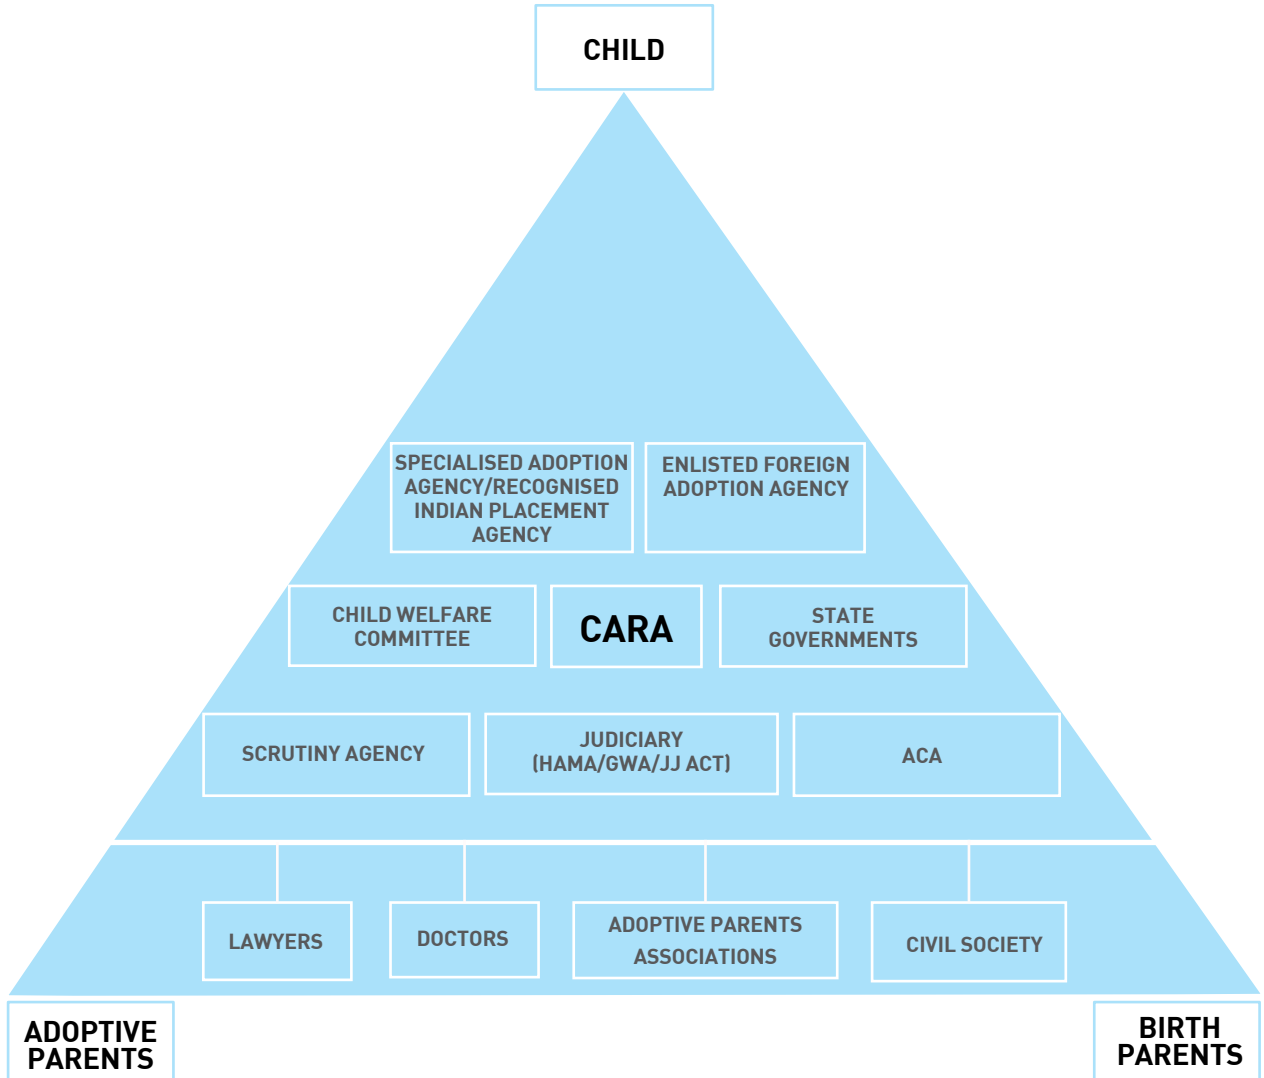 CHILD
SPECIALISED ADOPTION
AGENCY/RECOGNISED
INDIAN PLACEMENT
AGENCY
ENLISTED FOREIGN
ADOPTION AGENCY
CHILD WELFARE
COMMITTEE
CARA
STATE
GOVERNMENTS
SCRUTINY AGENCY
JUDICIARY
(HAMA/GWA/JJ ACT)
ACA
LAWYERS
DOCTORS
ADOPTIVE PARENTS
ASSOCIATIONS
CIVIL SOCIETY
ADOPTIVE
PARENTS
BIRTH
PARENTS